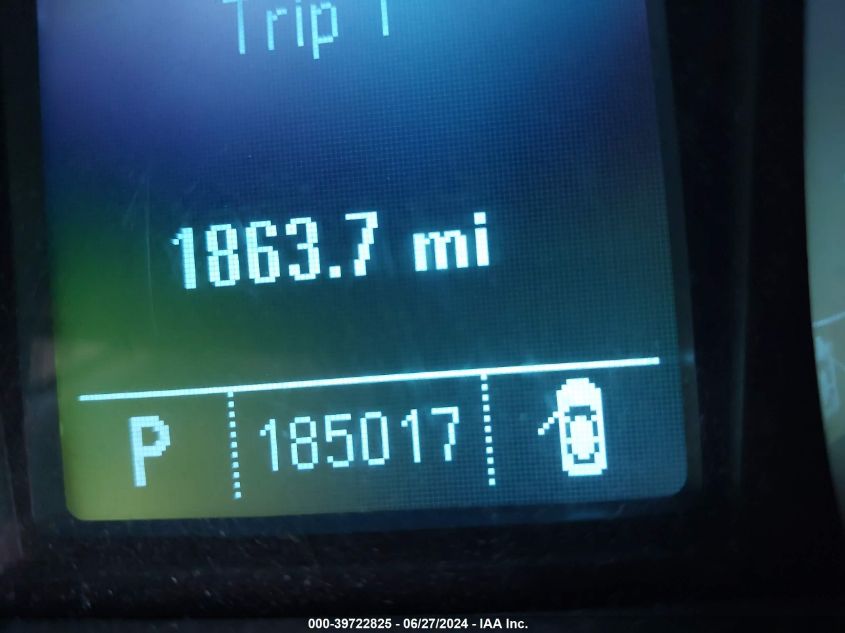 Trip 1
1863.7 mi
P 185017
000-39722825 - 06/27/2024 - IAA Inc.